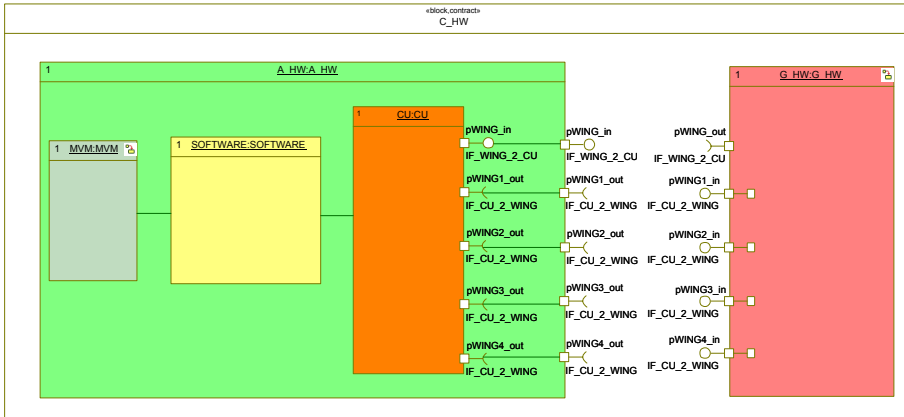 «block,contract»
C_HW
1
A_HW:A_HW
1
MVM:MVM
1
SOFTWARE:SOFTWARE
1
CU:CU
pWING_in
IF_WING_2_CU
pWING1_out
IF_CU_2_WING
pWING2_out
IF_CU_2_WING
pWING3_out
IF_CU_2_WING
pWING4_out
IF_CU_2_WING
pWING_in
IF_WING_2_CU
pWING1_out
IF_CU_2_WING
pWING2_out
IF_CU_2_WING
pWING3_out
IF_CU_2_WING
pWING4_out
IF_CU_2_WING
1
G_HW:G_HW
pWING_out
IF_WING_2_CU
pWING1_in
IF_CU_2_WING
pWING2_in
IF_CU_2_WING
pWING3_in
IF_CU_2_WING
pWING4_in
IF_CU_2_WING